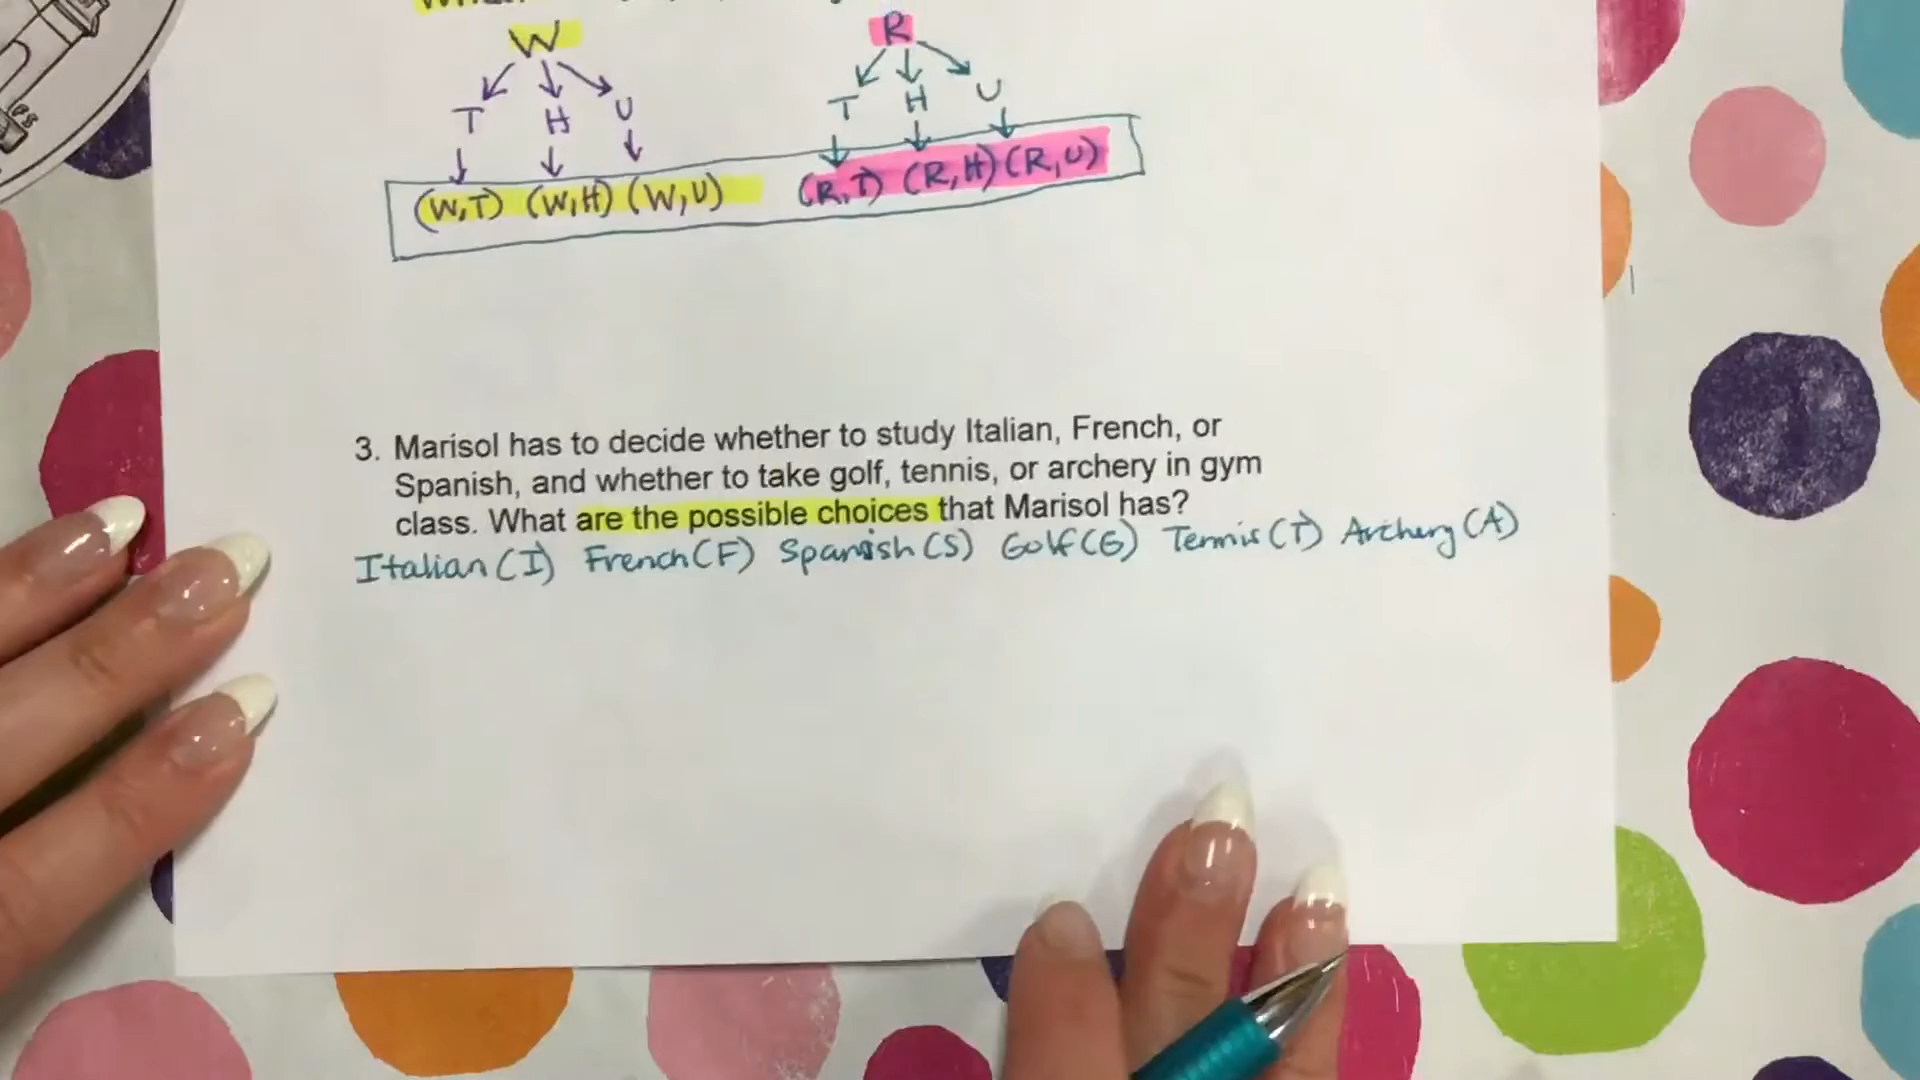 W R
T H U T H U
(W,T) (W,H) (W,U) (R,T) (R,H) (R,U)
3. Marisol has to decide whether to study Italian, French, or
Spanish, and whether to take golf, tennis, or archery in gym
class. What are the possible choices that Marisol has?
Italian (I) French (F) Spanish (S) Golf (G) Tennis (T) Archery (A)